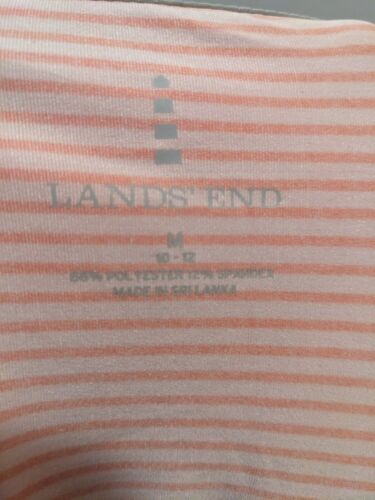 LANDS' END
M
10 - 12
88% POLYESTER 12% SPANDEX
MADE IN SRI LANKA